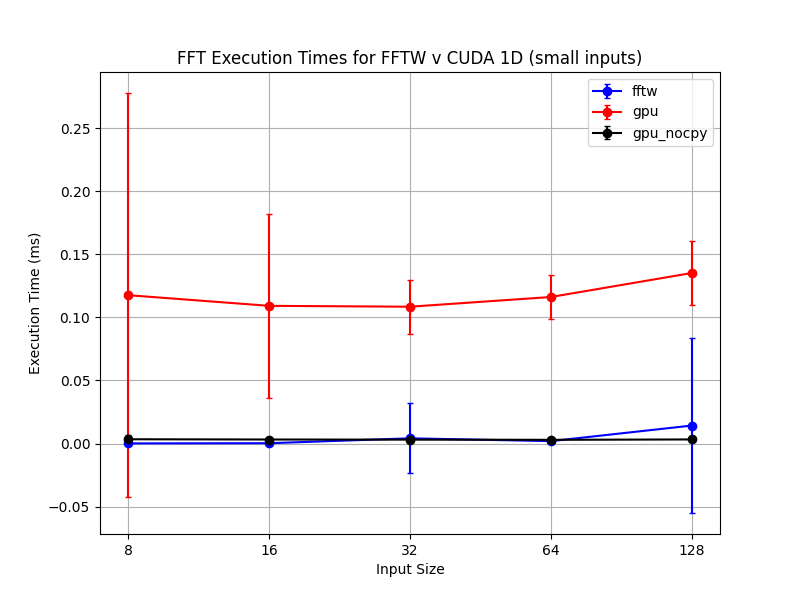 FFT Execution Times for FFTW v CUDA 1D (small inputs)
fftw
gpu
gpu_nocpy
Execution Time (ms)
0.25
0.20
0.15
0.10
0.05
0.00
−0.05
8 16 32 64 128
Input Size